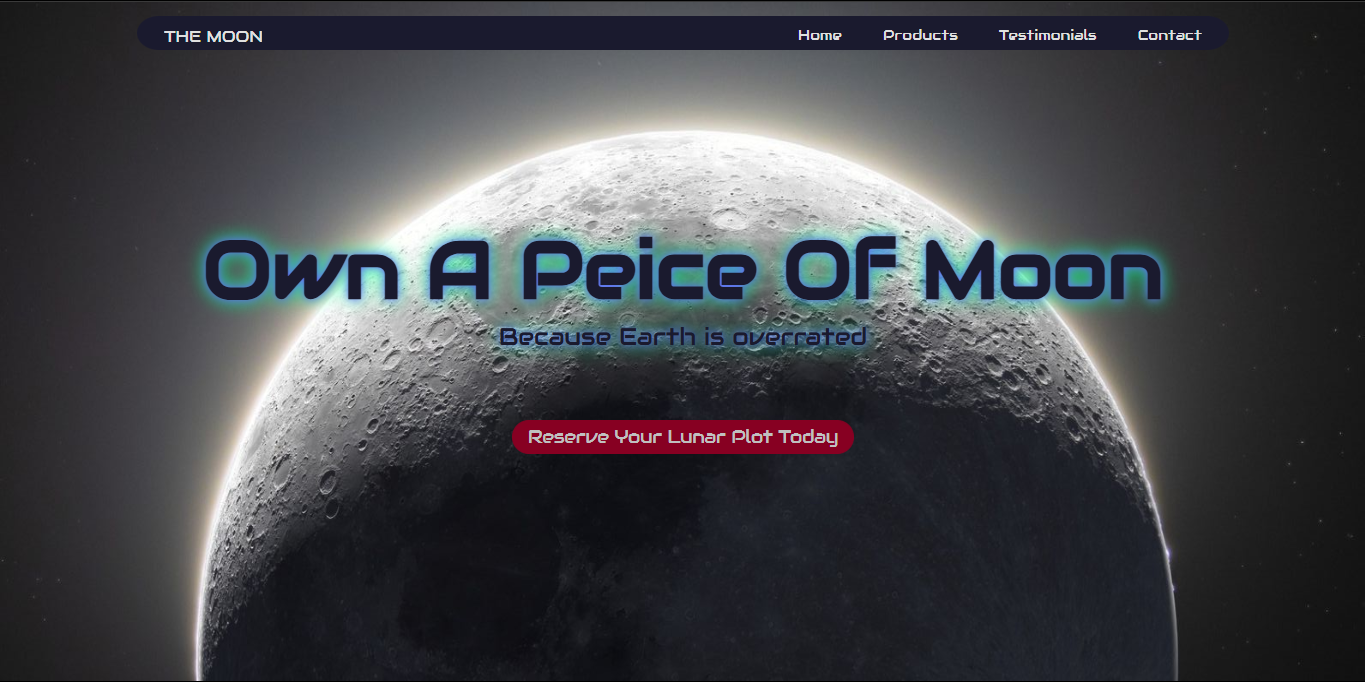 THE MOON
Home Products Testimonials Contact
Own A Peice Of Moon
Because Earth is overrated
Reserve Your Lunar Plot Today